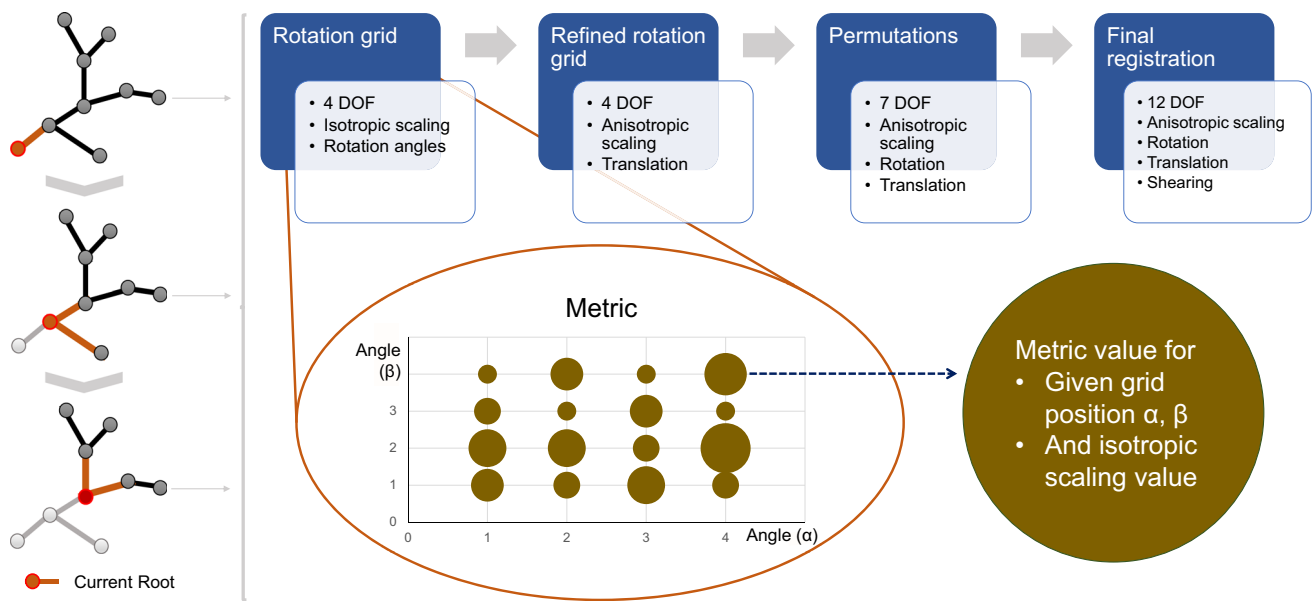 Rotation grid
• 4 DOF
• Isotropic scaling
• Rotation angles
Refined rotation
grid
• 4 DOF
• Anisotropic
scaling
• Translation
Permutations
• 7 DOF
• Anisotropic
scaling
• Rotation
• Translation
Final
registration
• 12 DOF
• Anisotropic scaling
• Rotation
• Translation
• Shearing
Metric
Angle
(β)
3
2
1
0
0 1 2 3 4 Angle (α)
Metric value for
• Given grid
position α, β
• And isotropic
scaling value
Current Root